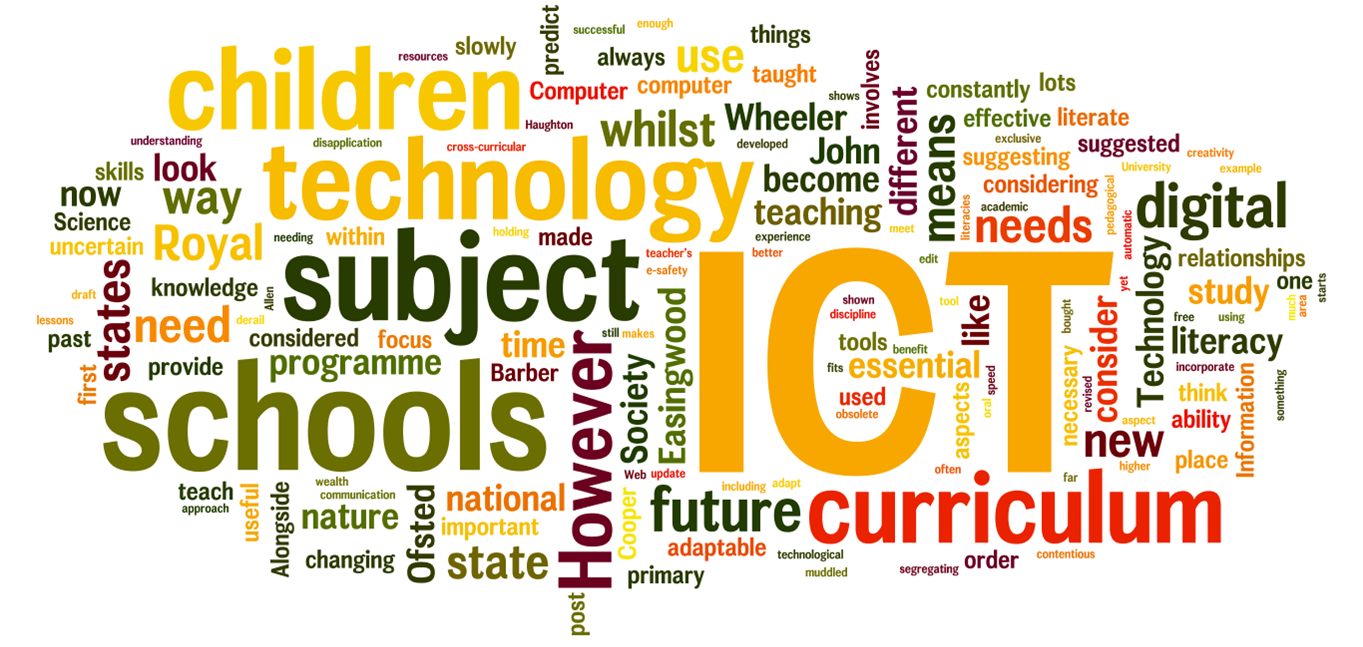 children
resources
slowly
predict
successful
enough
things
always
use
Computer
computer
taught
involves
shows
constantly
lots
understanding
disapplication
Haughton
cross-curricular
whilst
Wheeler
developed
different
effective
literate
exclusive
suggested
creativity
skills
look
technology
John
become
means
suggesting
University
example
now
way
considering
digital
Science
teaching
academic
literacies
needs
pedagogical
automatic
uncertain
Royal
needing
within
holding
made
experience
meet
subject
teacher's
better
edit
Technology
relationships
e-safety
ICT
yet
study
one
starts
draft
states
knowledge
Allen
shown
discipline
tool
like
bought
much
area
lessons
need
derail
considered
focus
time
still
makes
Easingwood
consider
free
using
past
However
tools
benefit
literacy
provide
programme
Barber
Society
fits
essential
speed
necessary
revised
incorporate
first
schools
used
obsolete
aspects
oral
think
something
aspect
ability
Information
new
often
higher
place
Web
update
far
teach
approach
useful
Alongside
wealth
communication
nature
Ofsted
national
important
Cooper
including
adapt
future
curriculum
changing
state
adaptable
technological
muddled
primary
segregating
order
contentious
post